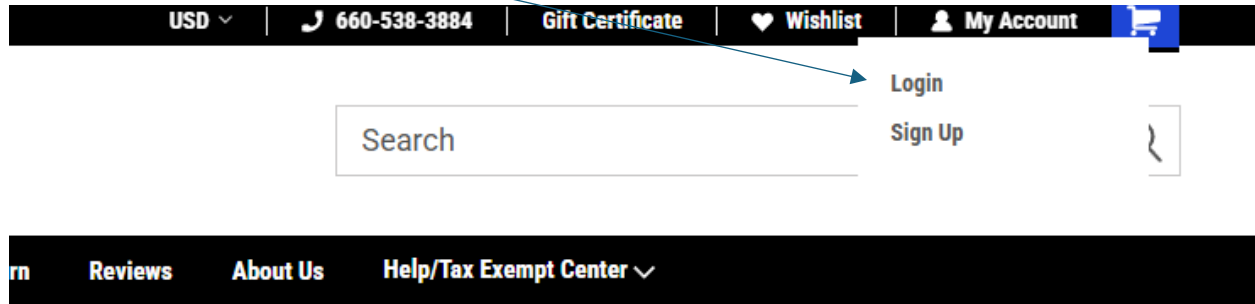 USD 660-538-3884 Gift Certificate Wishlist My Account
Login
Search
Sign Up
rn Reviews About Us Help/Tax Exempt Center